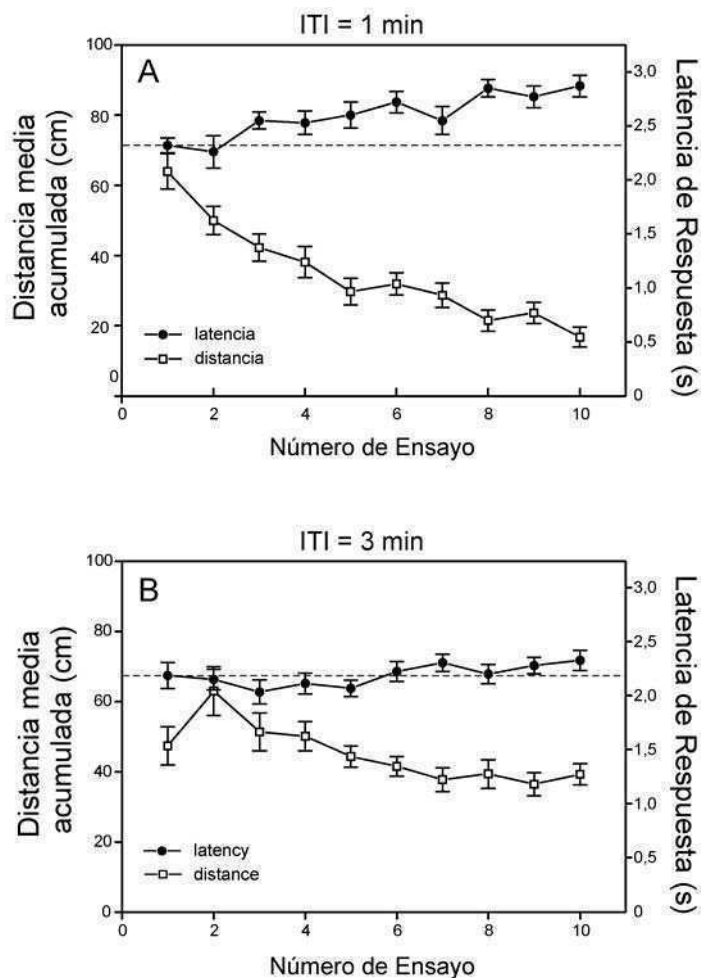 ITI = 1 min
A
Distancia media
acumulada (cm)
100
80
60
40
20
0
Latencia de Respuesta (s)
3,0
2,5
2,0
1,5
1,0
0,5
0
latencia
distancia
0 2 4 6 8 10
Número de Ensayo
ITI = 3 min
B
Distancia media
acumulada (cm)
100
80
60
40
20
0
Latencia de Respuesta (s)
3,0
2,5
2,0
1,5
1,0
0,5
0
latency
distance
0 2 4 6 8 10
Número de Ensayo